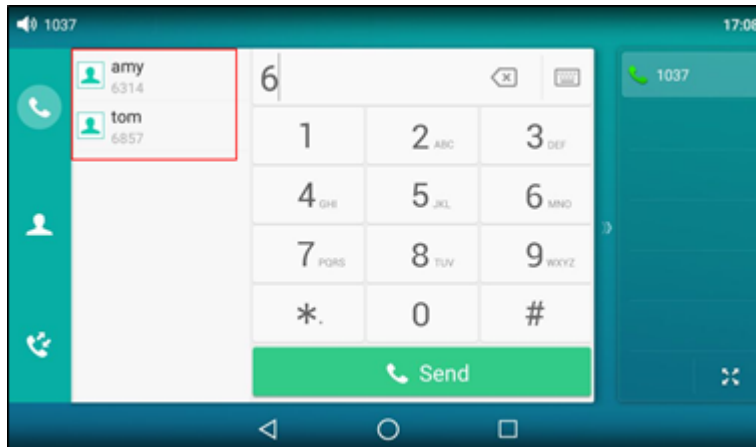 1037
17:08
amy
6314
tom
6857
6
1037
1
2 ABC
3 DEF
4 GHI
5 JKL
6 MNO
7 PQRS
8 TUV
9 WXYZ
*.
0
#
Send